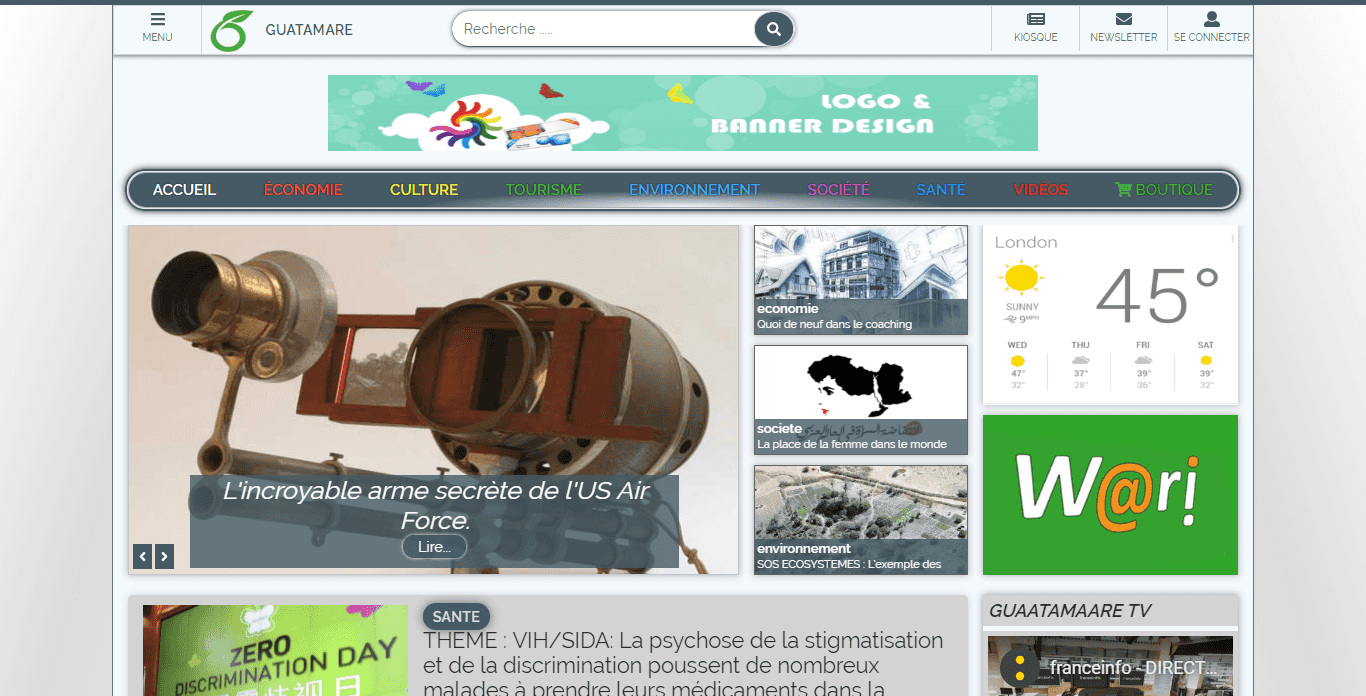 MENU
GUATAMARE
Recherche .....
KIOSQUE
NEWSLETTER
SE CONNECTER
LOGO &
BANNER DESIGN
ACCUEIL
ÉCONOMIE
CULTURE
TOURISME
ENVIRONNEMENT
SOCIÉTÉ
SANTÉ
VIDÉOS
BOUTIQUE
L'incroyable arme secrète de l'US Air
Force.
Lire...
economie
Quoi de neuf dans le coaching
societe
La place de la femme dans le monde
environnement
SOS ECOSYSTEMES : L'exemple des
London
SUNNY
9MPH
45°
WED
THU
FRI
SAT
47°
37°
39°
39°
32°
28°
36°
32°
W@ri
ZERO
DISCRIMINATION DAY
SANTE
THEME : VIH/SIDA: La psychose de la stigmatisation
et de la discrimination poussent de nombreux
malades à prendre leurs médicaments dans la
GUAATAMAARE TV
franceinfo - DIRECT...